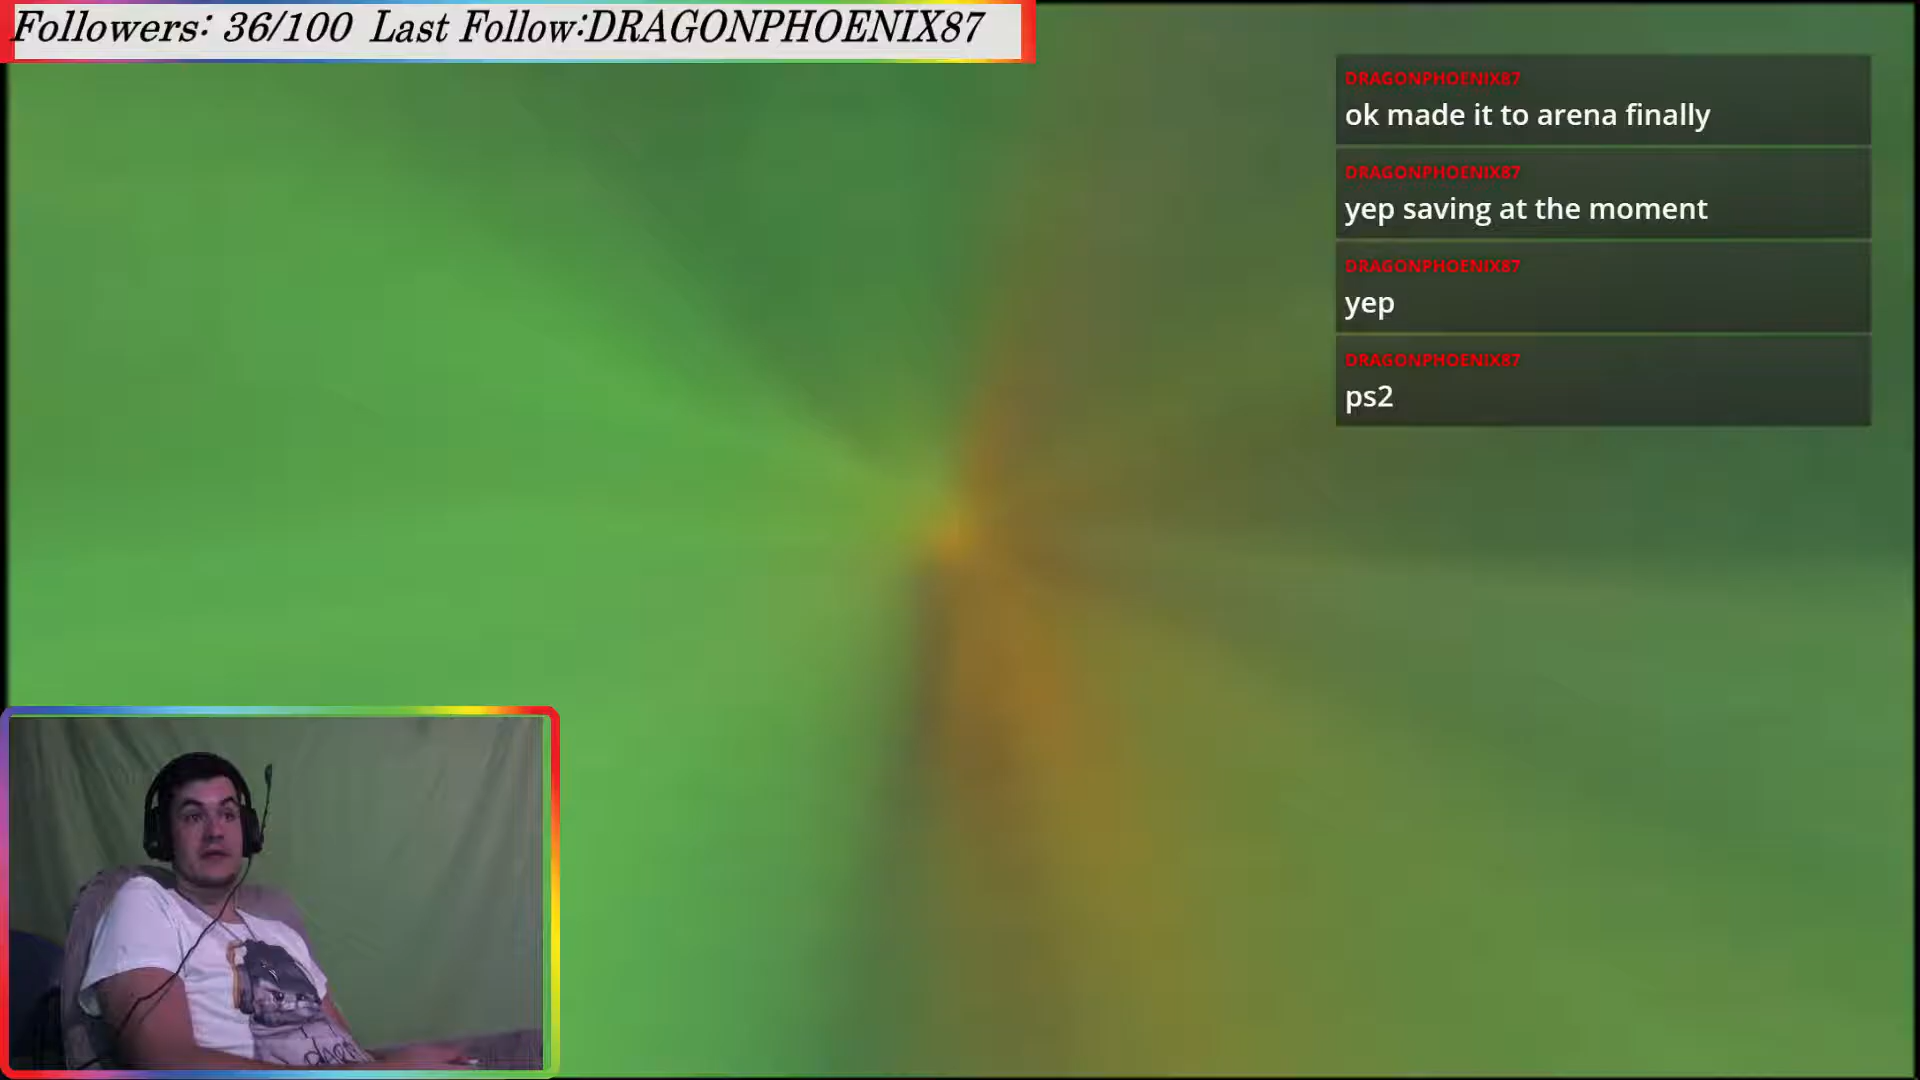 Followers: 36/100 Last Follow:DRAGONPHOENIX87
DRAGONPHOENIX87
ok made it to arena finally
DRAGONPHOENIX87
yep saving at the moment
DRAGONPHOENIX87
yep
DRAGONPHOENIX87
ps2